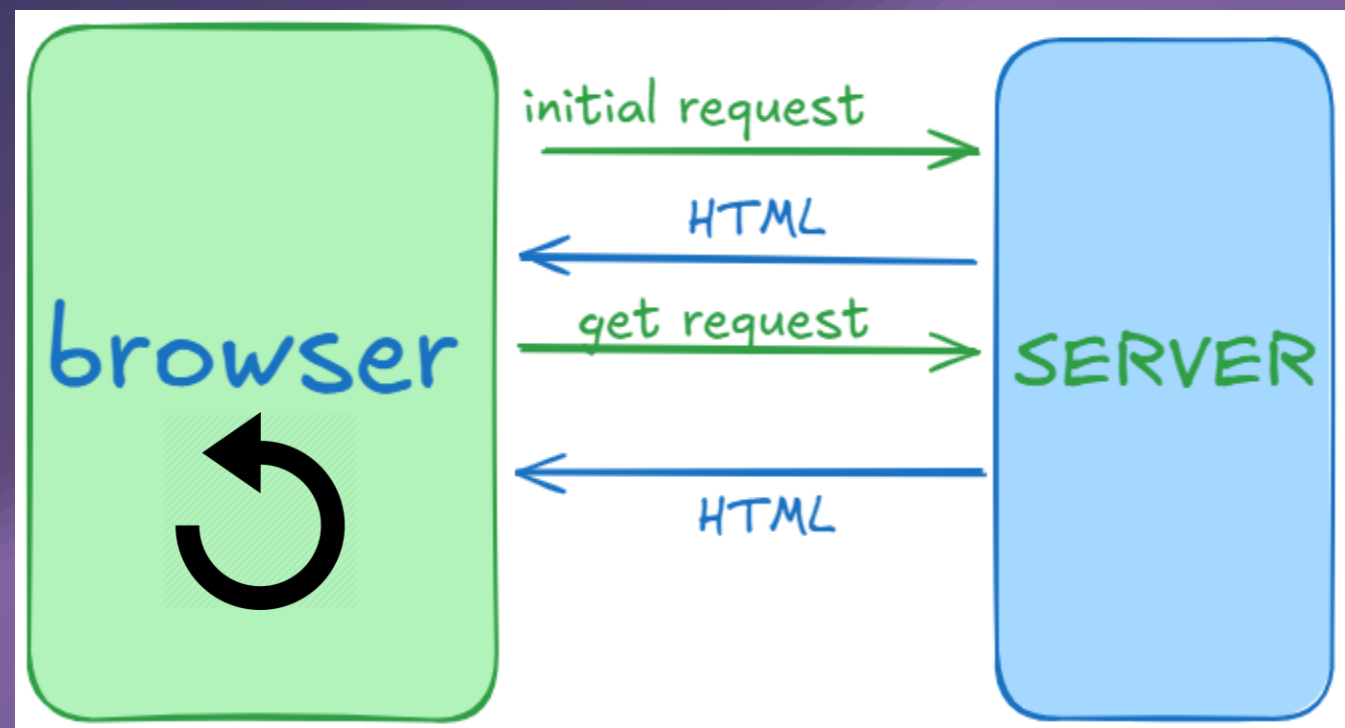 initial request
HTML
browser
get request
SERVER
HTML